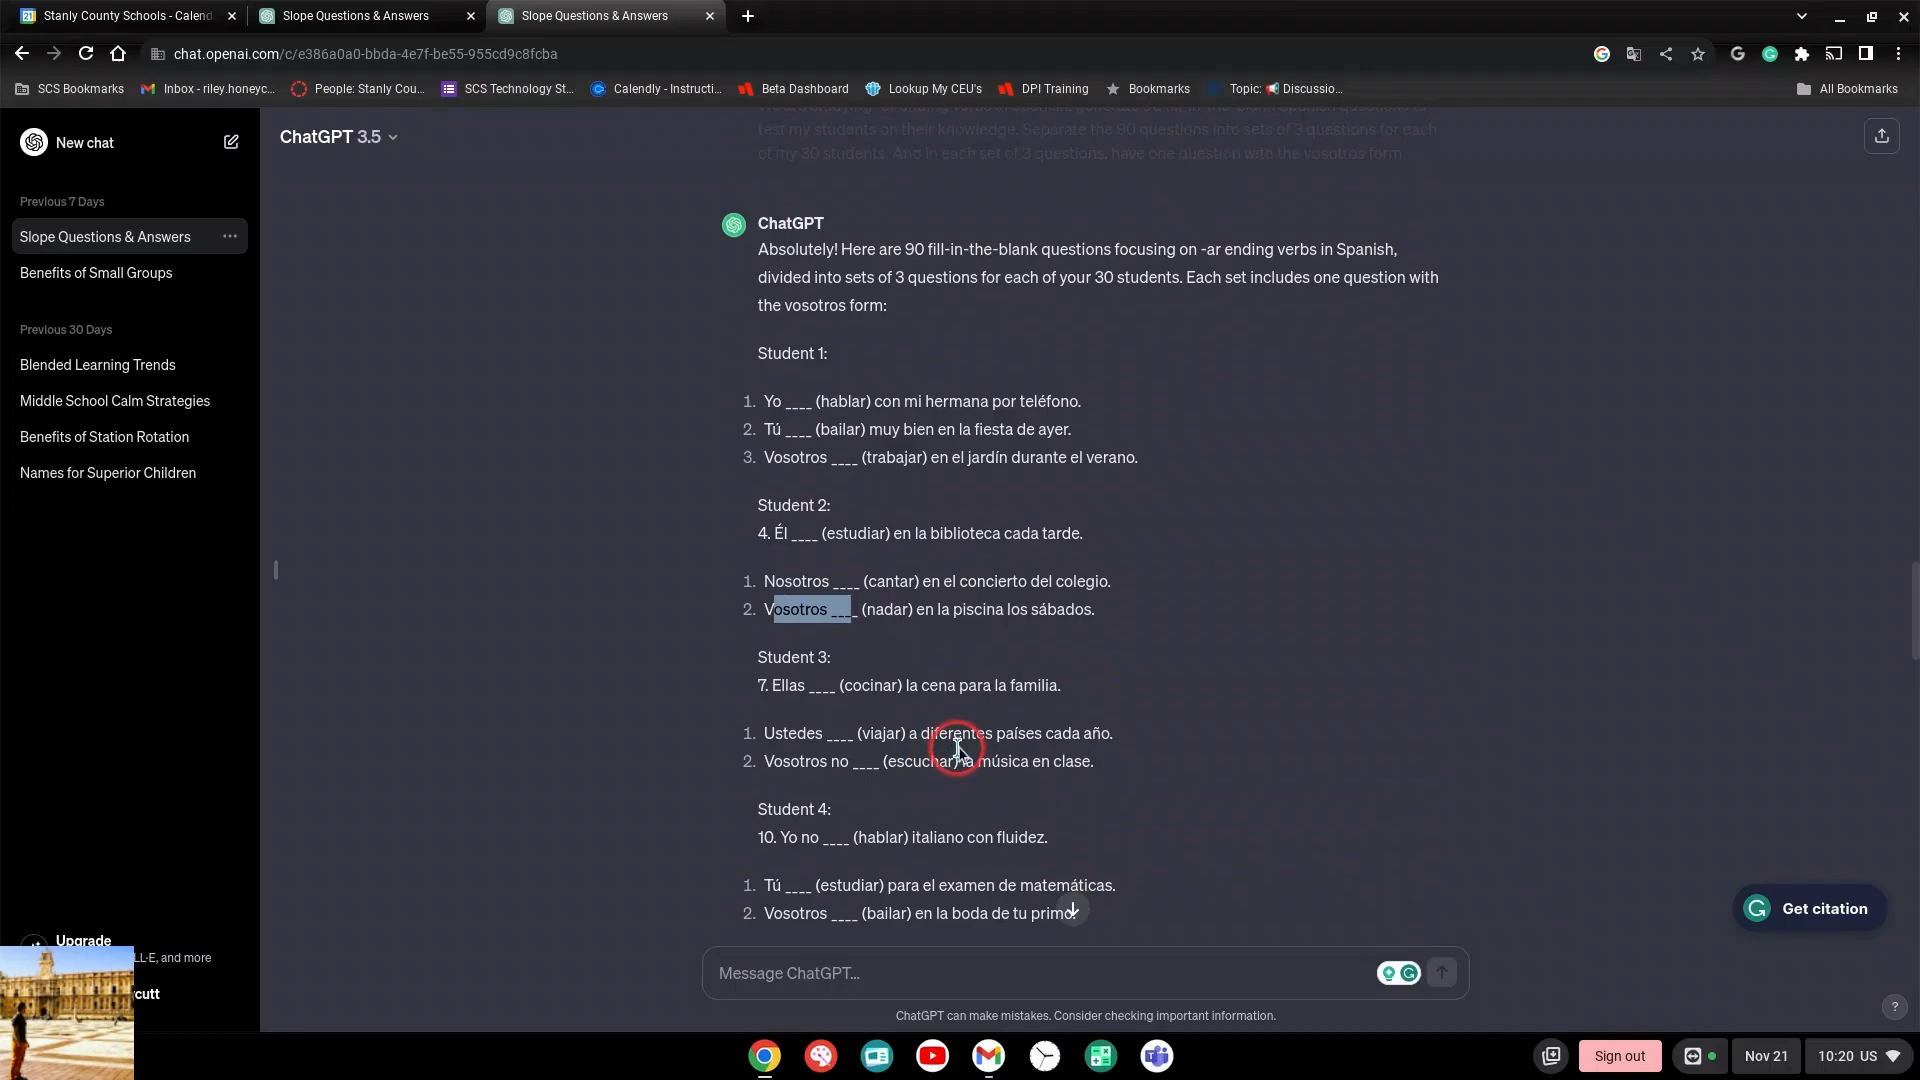 Stanly County Schools - Calend
Slope Questions & Answers
Slope Questions & Answers
chat.openai.com/c/e386a0a0-bbda-4e7f-be55-955cd9c8fcba
SCS Bookmarks
Inbox - riley.honeyc...
People: Stanly Cou...
SCS Technology St...
Calendly - Instructi...
Beta Dashboard
Lookup My CEU's
DPI Training
Bookmarks
Topic: Discussio...
All Bookmarks
New chat
Previous 7 Days
Slope Questions & Answers
Benefits of Small Groups
Previous 30 Days
Blended Learning Trends
Middle School Calm Strategies
Benefits of Station Rotation
Names for Superior Children
Upgrade
LL·E, and more
cutt
ChatGPT 3.5
test my students on their knowledge. Separate the 90 questions into sets of 3 questions for each
of my 30 students. And in each set of 3 questions, have one question with the vosotros form
ChatGPT
Absolutely! Here are 90 fill-in-the-blank questions focusing on -ar ending verbs in Spanish,
divided into sets of 3 questions for each of your 30 students. Each set includes one question with
the vosotros form:
Student 1:
1. Yo ____ (hablar) con mi hermana por teléfono.
2. Tú ____ (bailar) muy bien en la fiesta de ayer.
3. Vosotros ____ (trabajar) en el jardín durante el verano.
Student 2:
4. Él ____ (estudiar) en la biblioteca cada tarde.
1. Nosotros ____ (cantar) en el concierto del colegio.
2. Vosotros ____ (nadar) en la piscina los sábados.
Student 3:
7. Ellas ____ (cocinar) la cena para la familia.
1. Ustedes ____ (viajar) a diferentes países cada año.
2. Vosotros no ____ (escuchar) la música en clase.
Student 4:
10. Yo no ____ (hablar) italiano con fluidez.
1. Tú ____ (estudiar) para el examen de matemáticas.
2. Vosotros ____ (bailar) en la boda de tu primo.
Get citation
Message ChatGPT...
ChatGPT can make mistakes. Consider checking important information.
?
Sign out
Nov 21
10:20 US